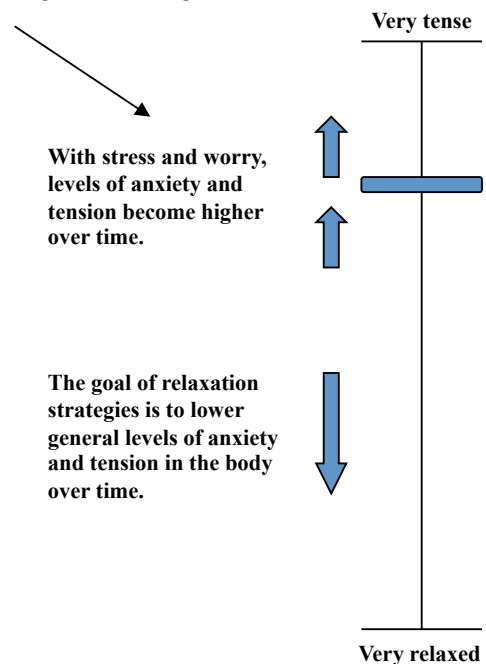 Very tense
With stress and worry,
levels of anxiety and
tension become higher
over time.
The goal of relaxation
strategies is to lower
general levels of anxiety
and tension in the body
over time.
Very relaxed